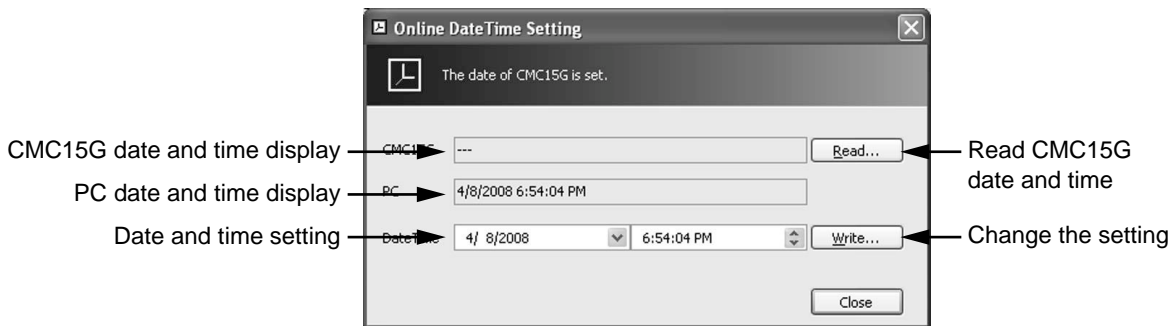 Online DateTime Setting
The date of CMC15G is set.
CMC15G date and time display
CMC15G
---
Read...
Read CMC15G
date and time
PC date and time display
PC
4/8/2008 6:54:04 PM
Date and time setting
DateTime
4/ 8/2008
6:54:04 PM
Write...
Change the setting
Close